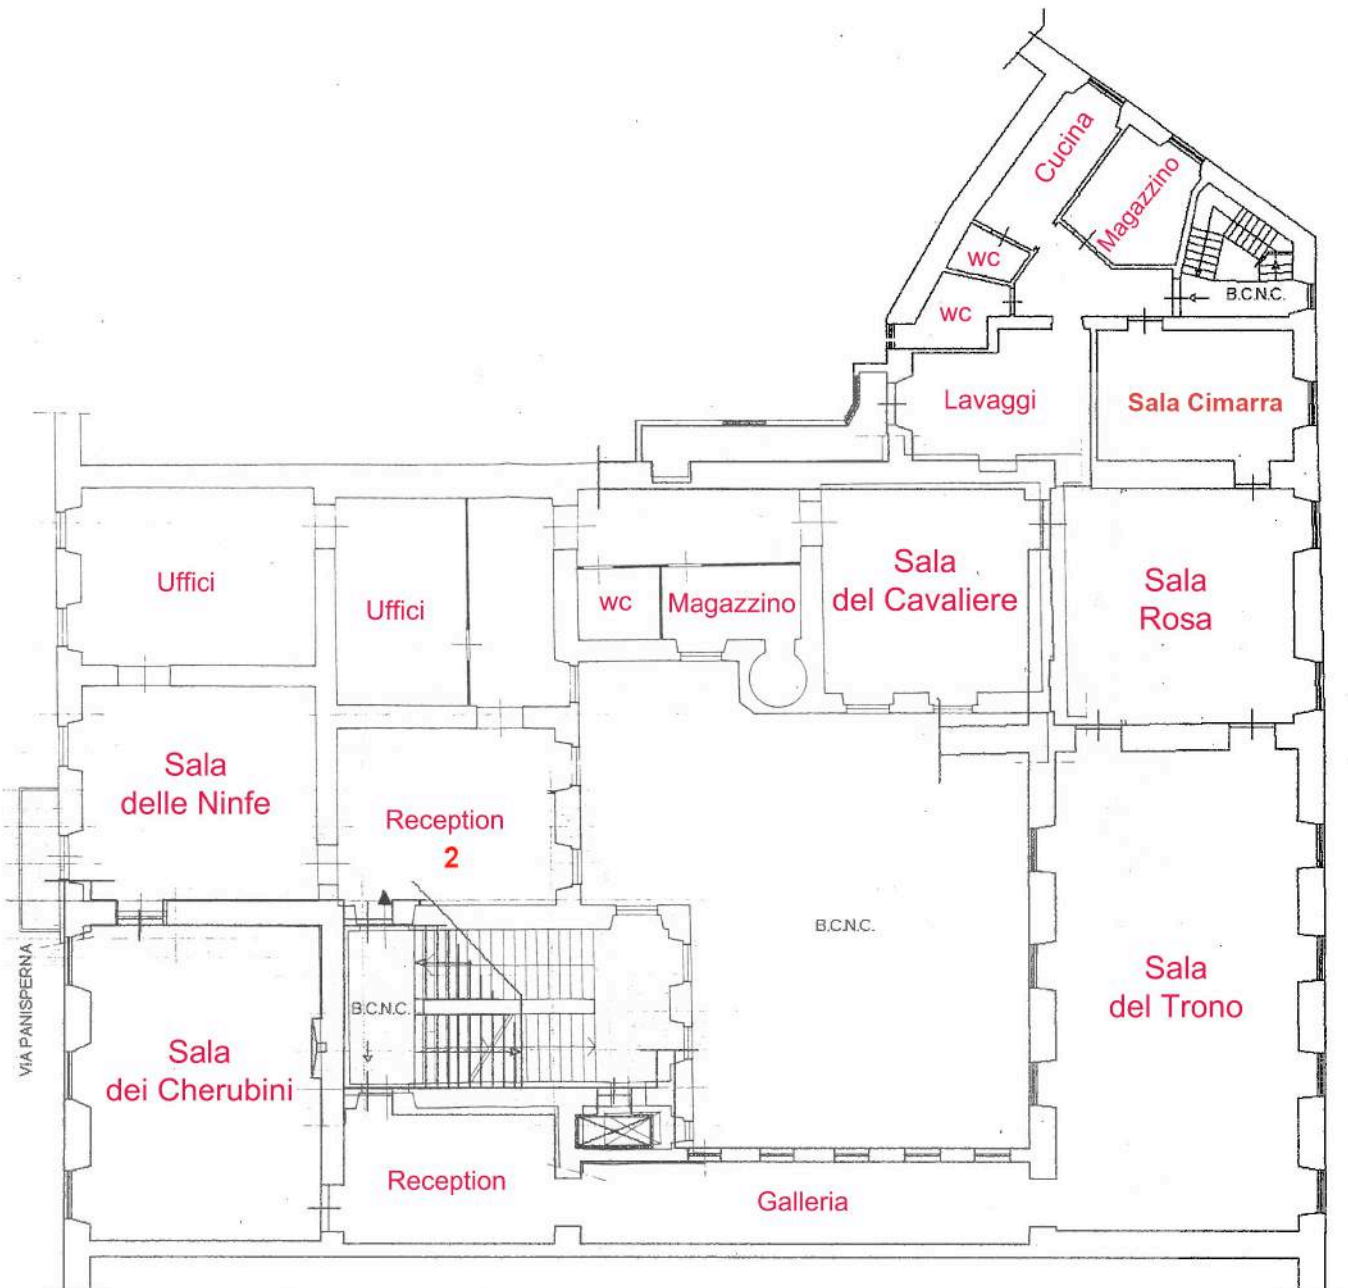 Cucina
Magazzino
wc
wc
B.C.N.C.
Lavaggi
Sala Cimarra
Uffici
Uffici
wc
Magazzino
Sala
del Cavaliere
Sala
Rosa
Sala
delle Ninfe
Reception
2
B.C.N.C.
VIA PANISPERNA
B.C.N.C.
Sala
del Trono
Sala
dei Cherubini
Reception
Galleria